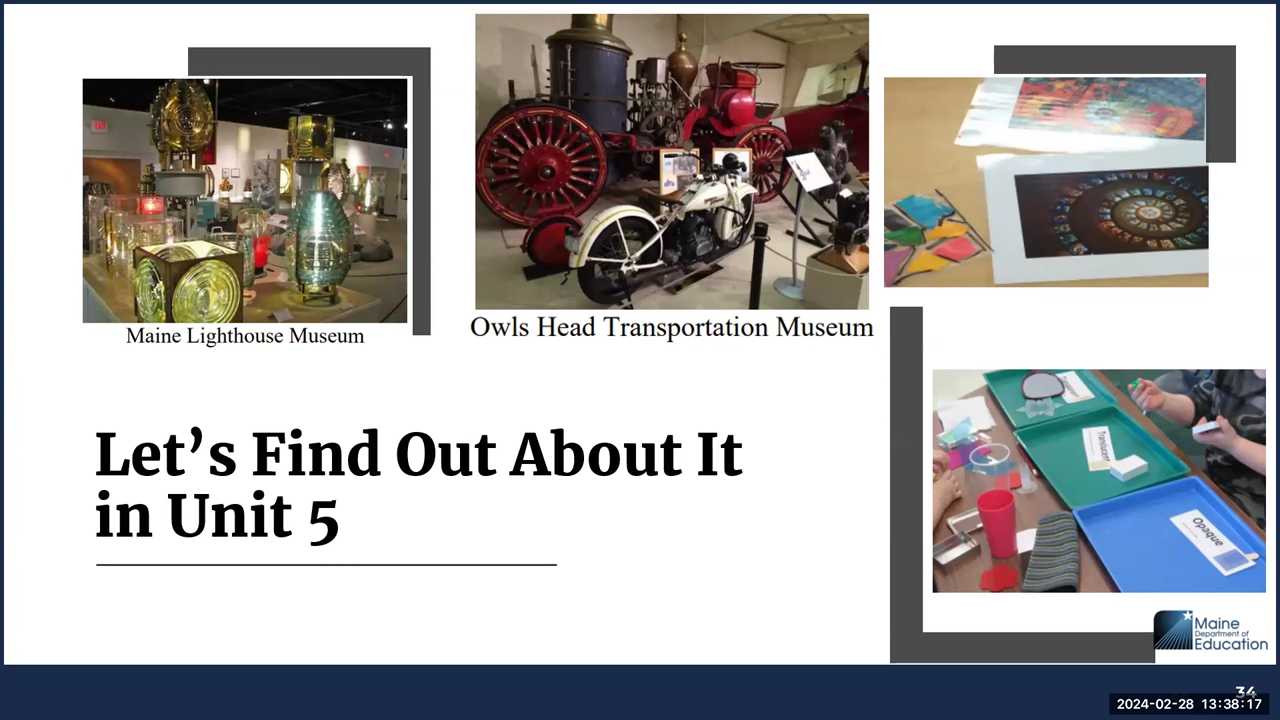 Maine Lighthouse Museum
Owls Head Transportation Museum
Let's Find Out About It
in Unit 5
Translucent
Opaque
Maine
Department of
Education
34
2024-02-28 13:38:17